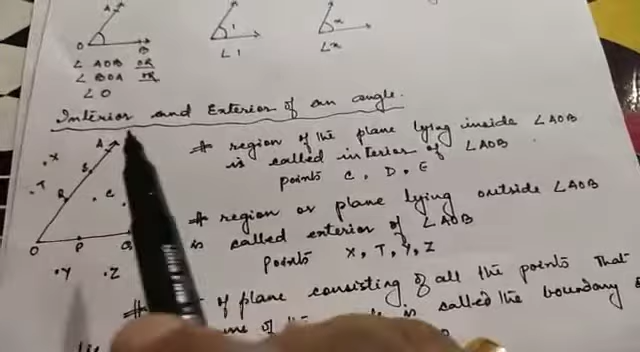 A
O B
∠ AOB OR
∠ BOA OR
∠ O
1
∠ 1
x
∠ x
Interior and Exterior of an angle.
A
X
S
T
R
C
O P
Y Z
# region of the plane lying inside ∠AOB
is called interior of ∠AOB
points C, D, E
# region or plane lying outside ∠AOB
is called exterior of ∠AOB
points X, T, Y, Z
of plane consisting of all the points that
is called the boundary